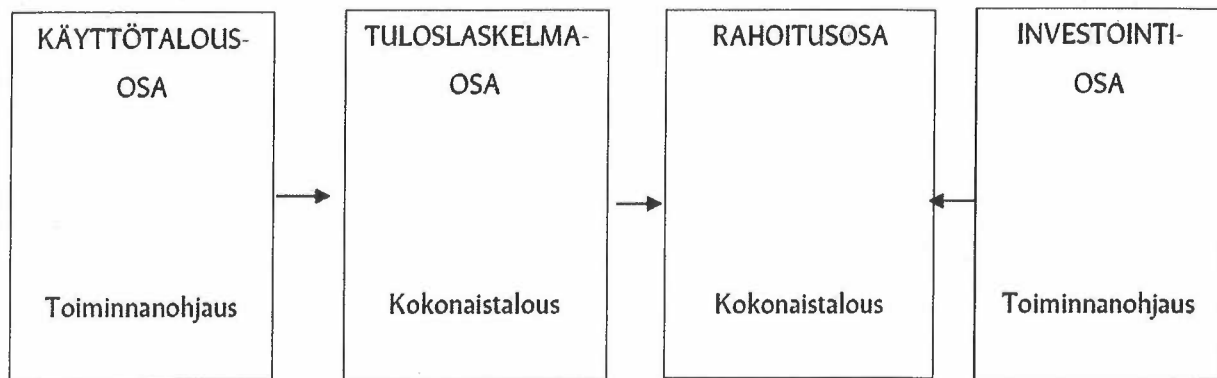 KÄYTTÖTALOUS-
OSA
Toiminnanohjaus
TULOSLASKELMA-
OSA
Kokonaistalous
RAHOITUSOSA
Kokonaistalous
INVESTOINTI-
OSA
Toiminnanohjaus